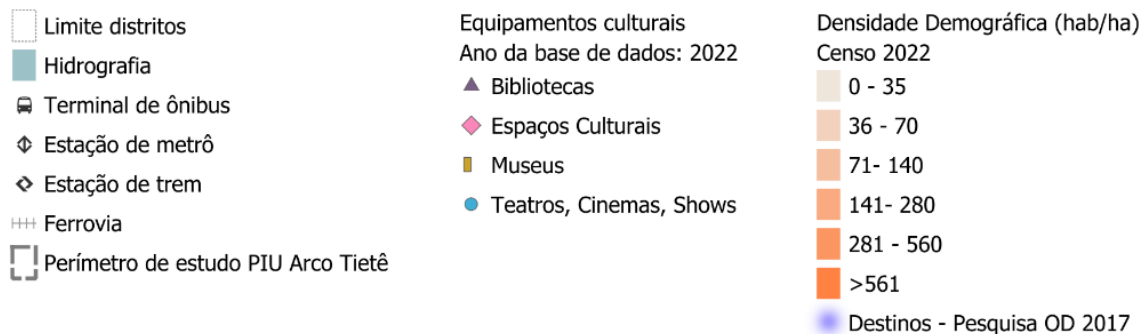 Limite distritos
Hidrografia
Terminal de ônibus
Estação de metrô
Estação de trem
Ferrovia
Perímetro de estudo PIU Arco Tietê
Equipamentos culturais
Ano da base de dados: 2022
Bibliotecas
Espaços Culturais
Museus
Teatros, Cinemas, Shows
Densidade Demográfica (hab/ha)
Censo 2022
0 - 35
36 - 70
71- 140
141- 280
281 - 560
>561
Destinos - Pesquisa OD 2017